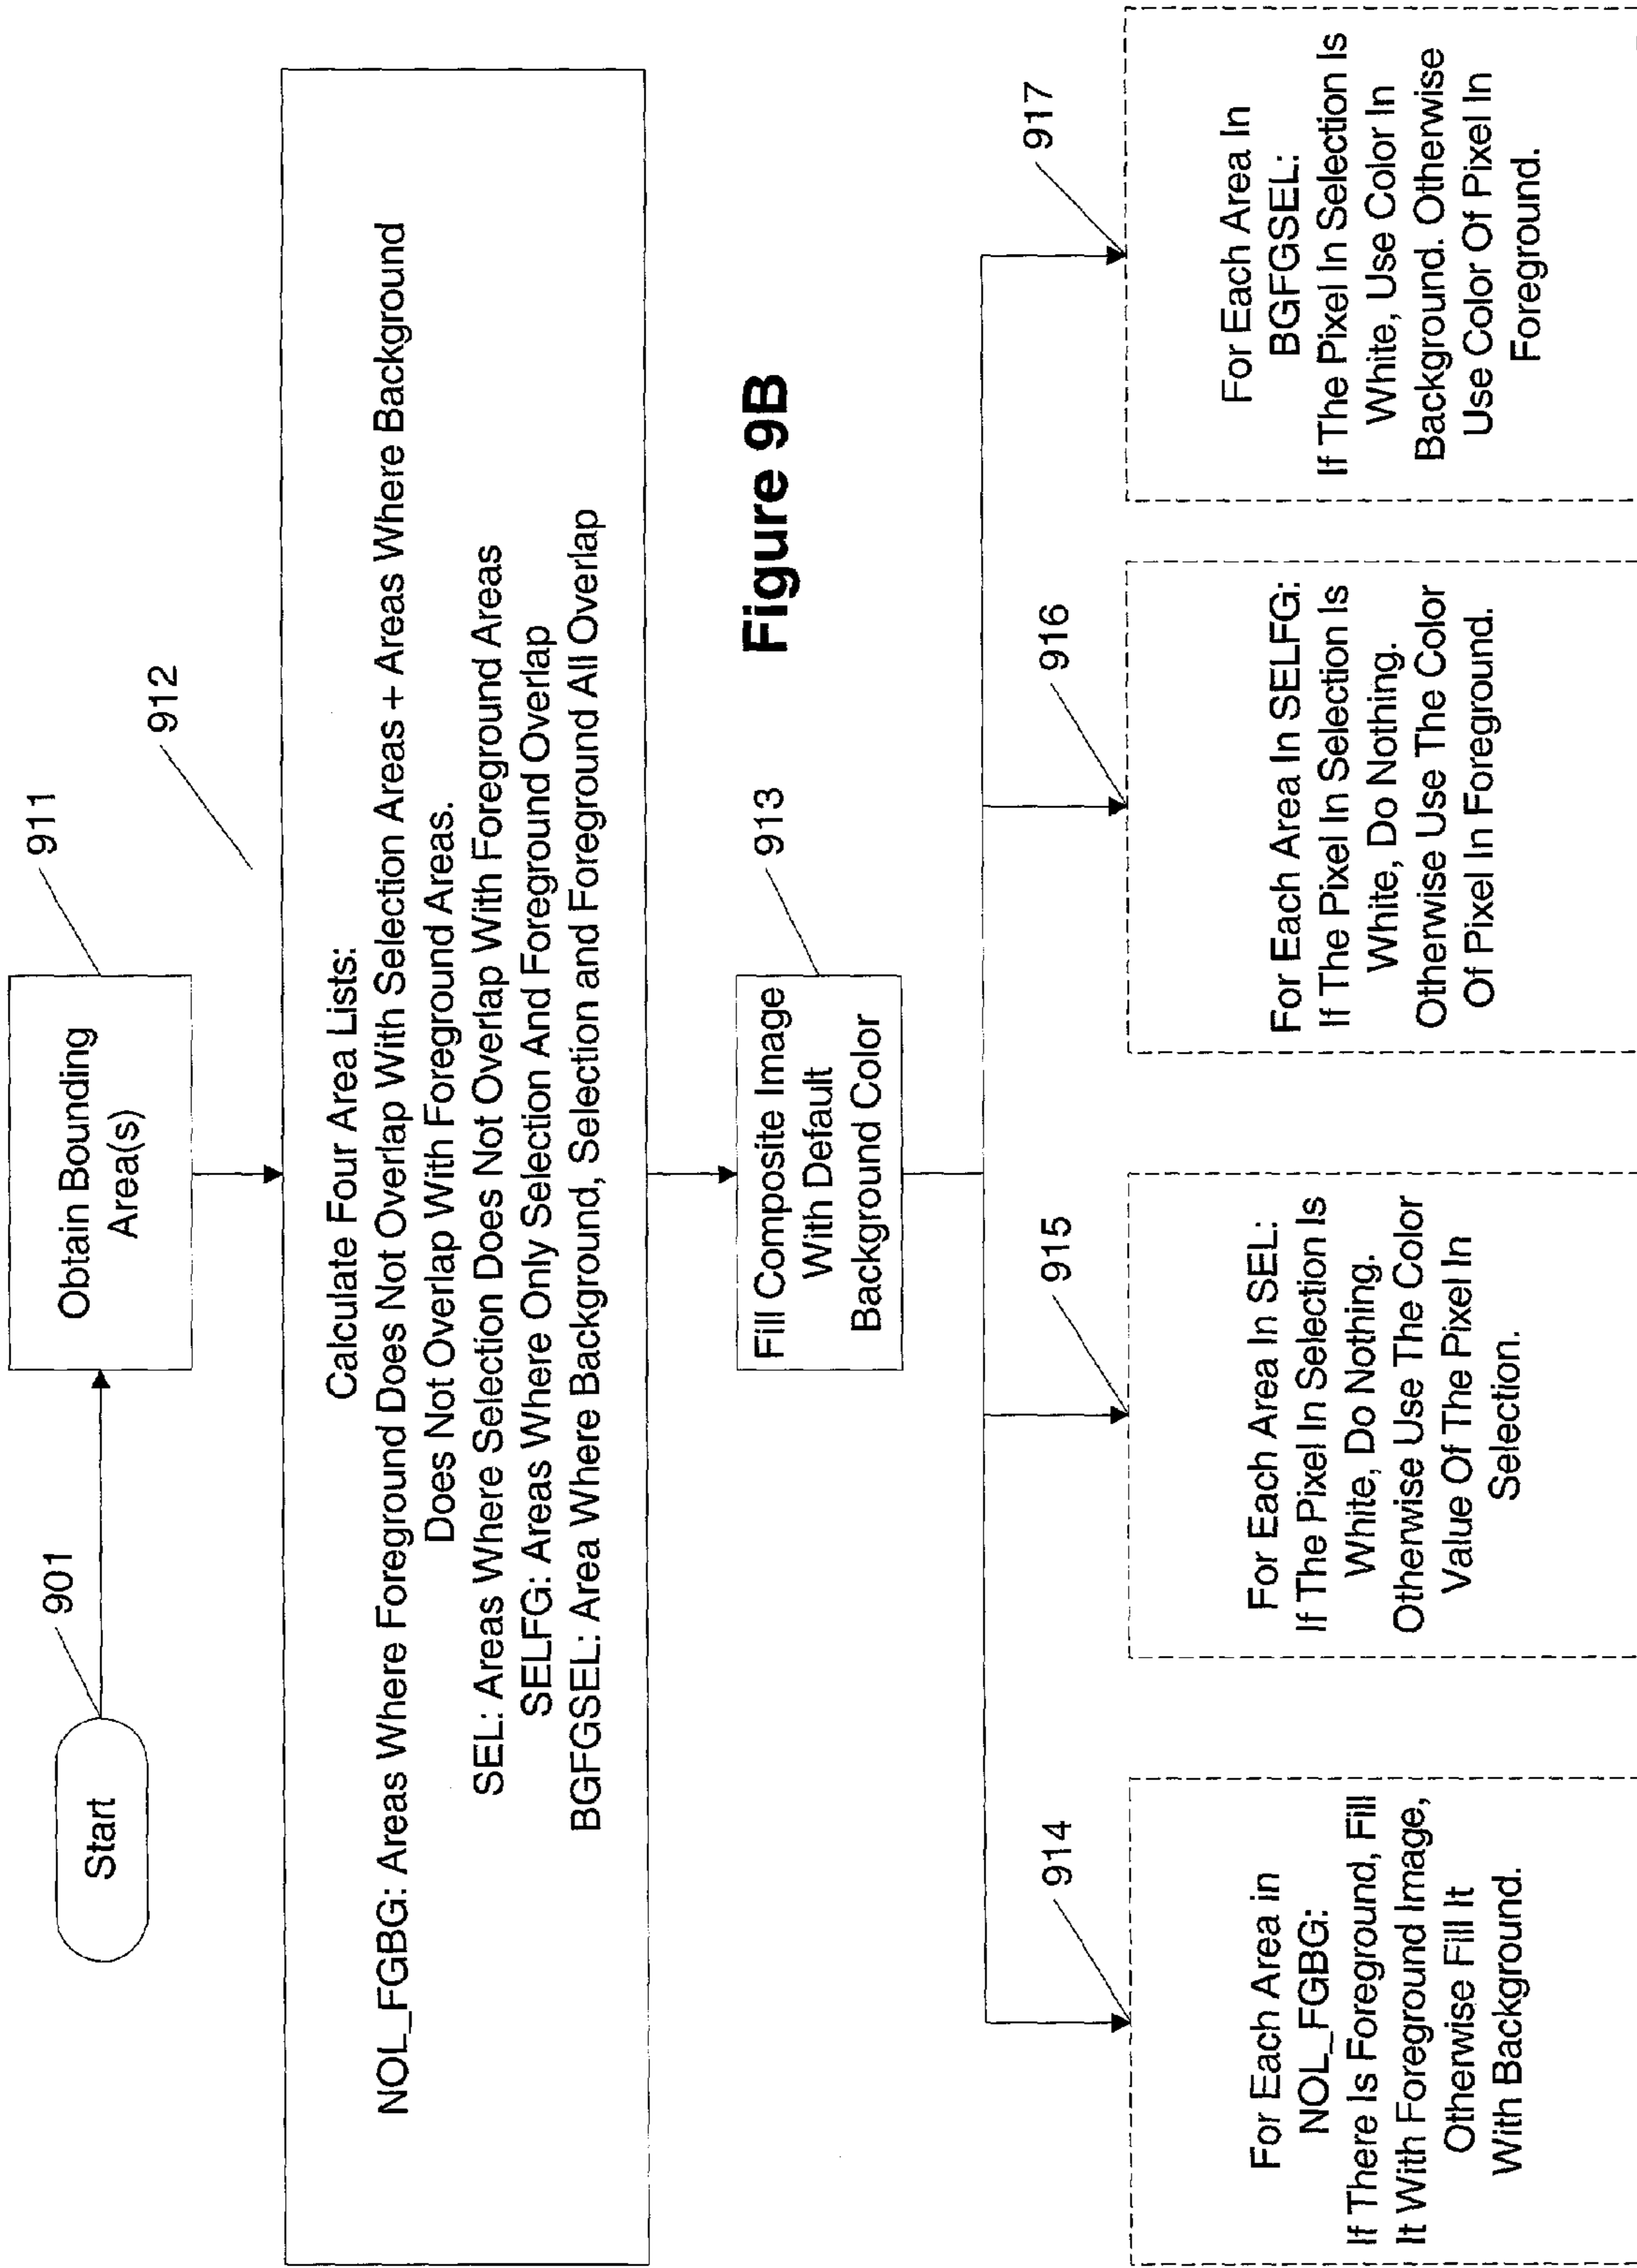 Start
901
Obtain Bounding
Area(s)
911
912
Calculate Four Area Lists:
NOL_FGBG: Areas Where Foreground Does Not Overlap With Selection Areas + Areas Where Background
Does Not Overlap With Foreground Areas.
SEL: Areas Where Selection Does Not Overlap With Foreground Areas
SELFG: Areas Where Only Selection And Foreground Overlap
BGFGSEL: Area Where Background, Selection and Foreground All Overlap
Fill Composite Image
With Default
Background Color
913
Figure 9B
914
For Each Area in
NOL_FGBG:
If There Is Foreground, Fill
It With Foreground Image,
Otherwise Fill It
With Background.
915
For Each Area In SEL:
If The Pixel In Selection Is
White, Do Nothing.
Otherwise Use The Color
Value Of The Pixel In
Selection.
916
For Each Area In SELFG:
If The Pixel In Selection Is
White, Do Nothing.
Otherwise Use The Color
Of Pixel In Foreground.
917
For Each Area In
BGFGSEL:
If The Pixel In Selection Is
White, Use Color In
Background. Otherwise
Use Color Of Pixel In
Foreground.